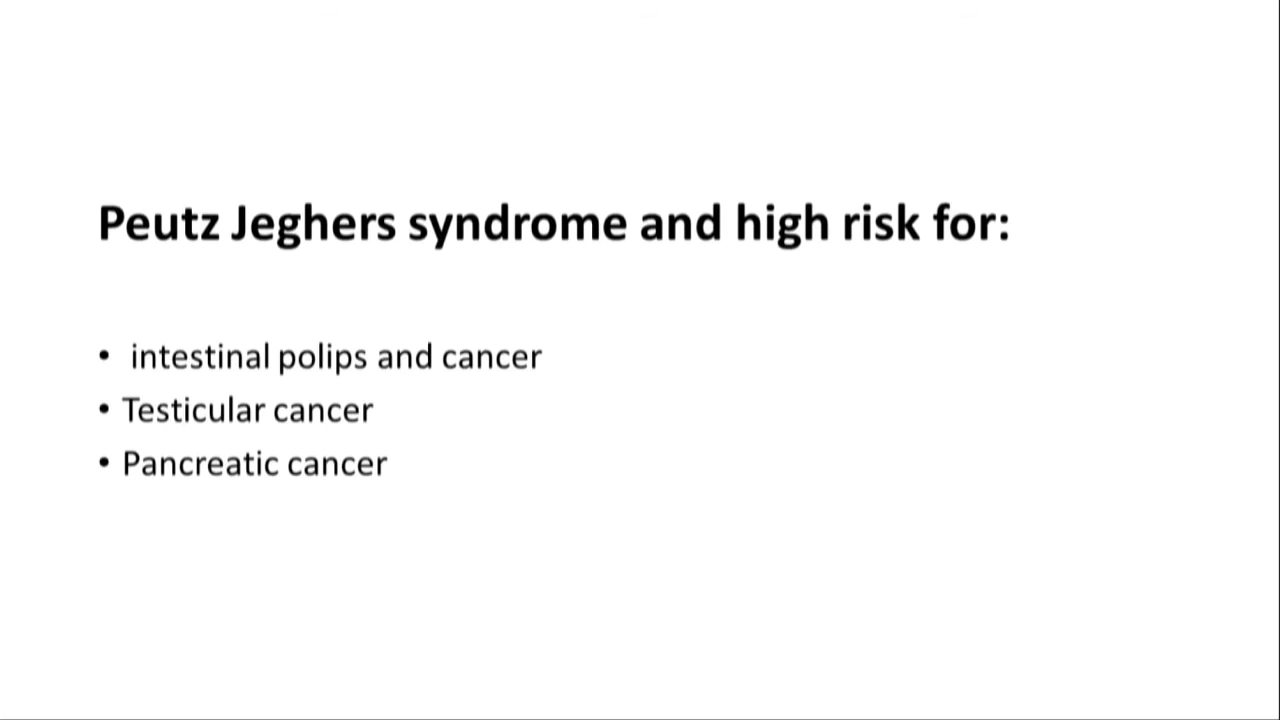 Peutz Jeghers syndrome and high risk for:
• intestinal polips and cancer
• Testicular cancer
• Pancreatic cancer